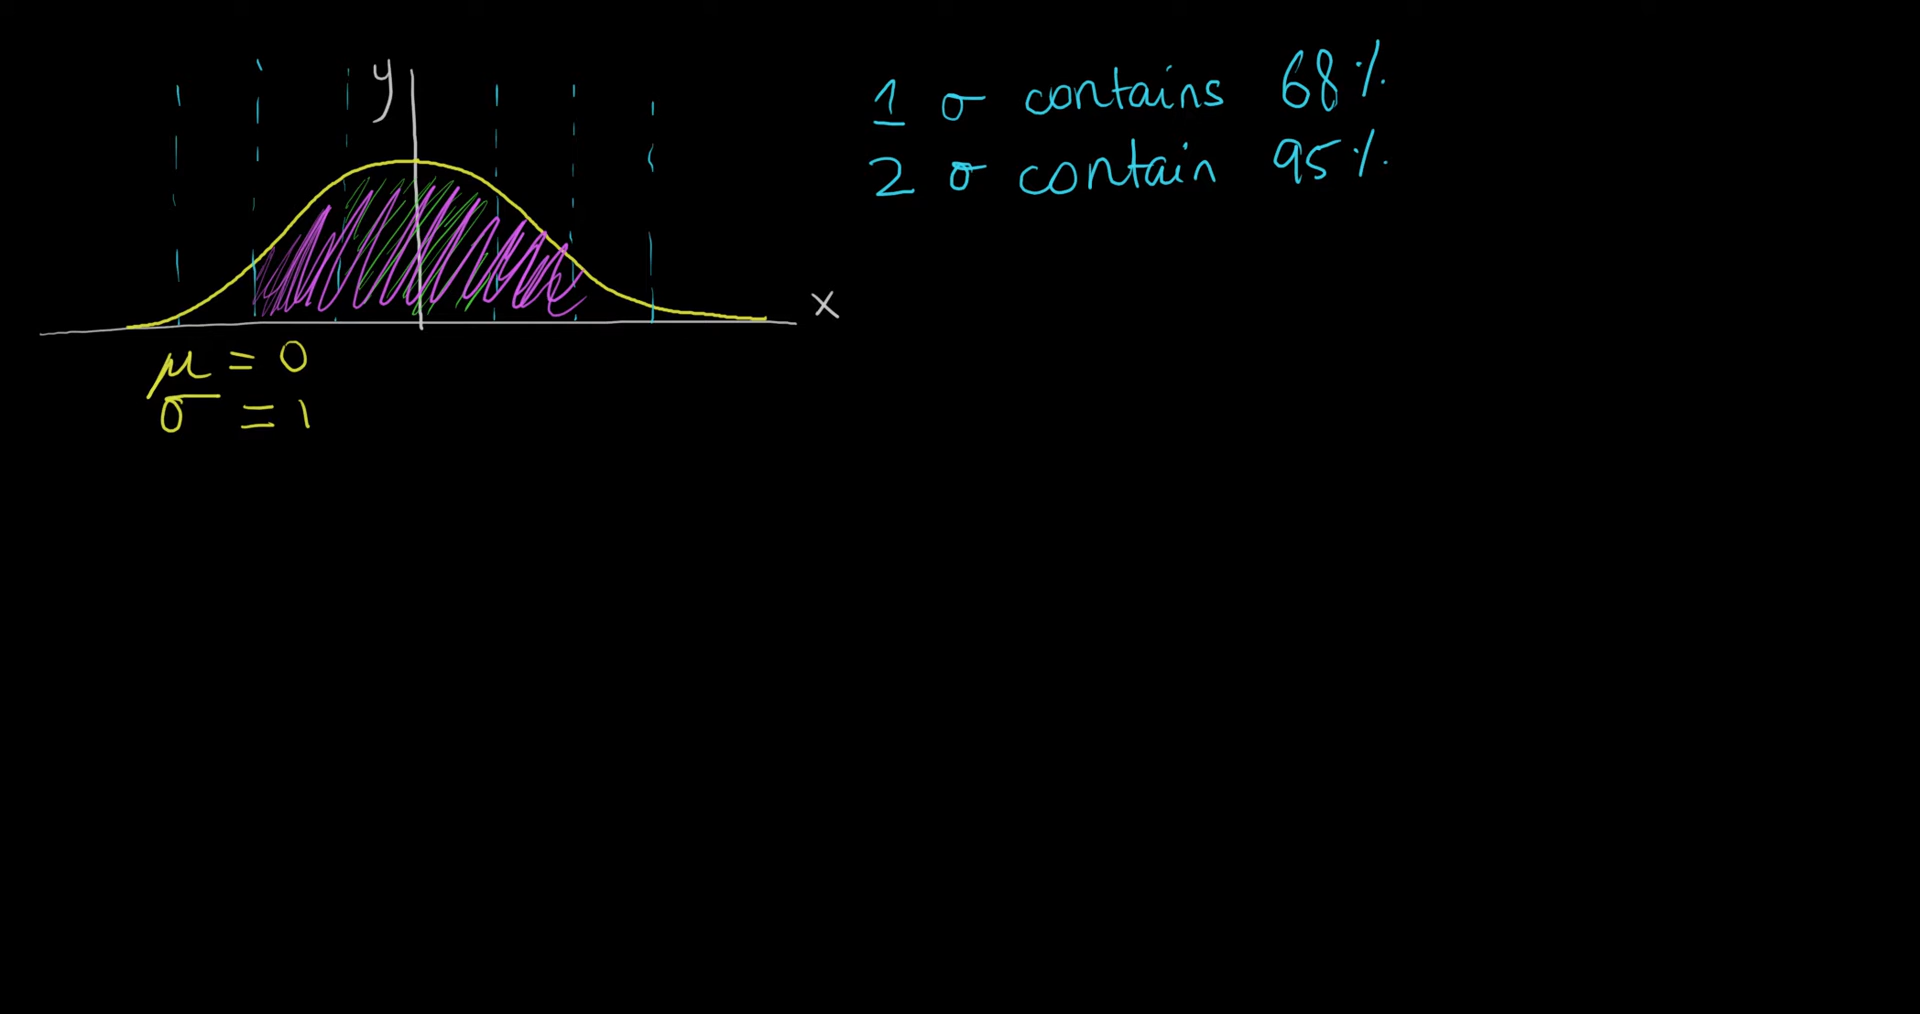 y
1 σ contains 68%
2 σ contain 95%
x
μ = 0
σ = 1